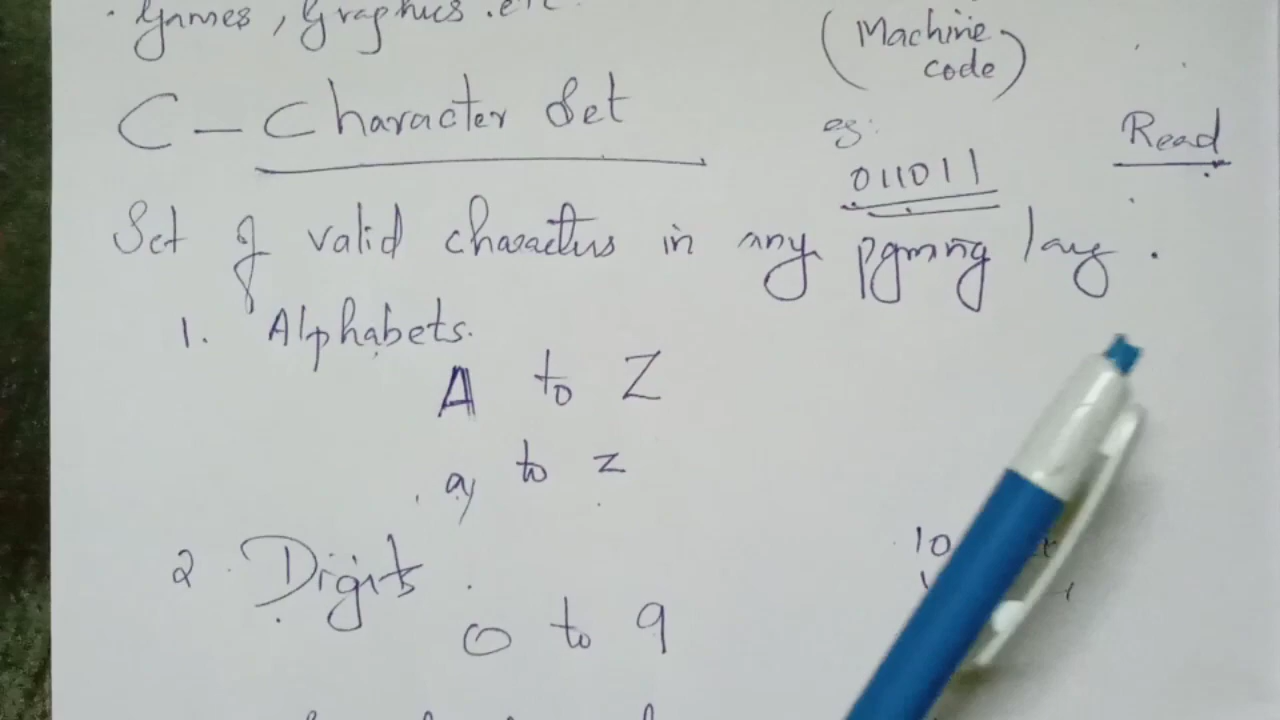 . Games, Graphics .etc
(Machine code)
C - Character Set
eg:
011011
Read
Set of valid characters in any pgmng lang .
1. Alphabets.
A to Z
a to z
2. Digits
0 to 9
10